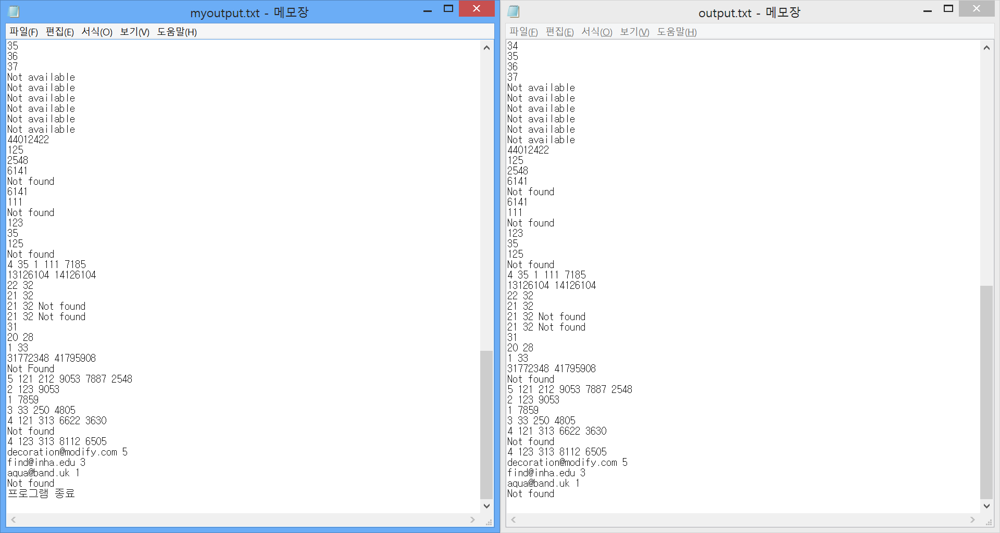 myoutput.txt - 메모장
파일(F) 편집(E) 서식(O) 보기(V) 도움말(H)
35
36
37
Not available
Not available
Not available
Not available
Not available
Not available
44012422
125
2548
6141
Not found
6141
111
Not found
123
35
125
Not found
4 35 1 111 7185
13126104 14126104
22 32
21 32
21 32 Not found
21 32 Not found
31
20 28
1 33
31772348 41795908
Not Found
5 121 212 9053 7887 2548
2 123 9053
1 7859
3 33 250 4805
4 121 313 6622 3630
Not found
4 123 313 8112 6505
decoration@modify.com 5
find@inha.edu 3
aqua@band.uk 1
Not found
프로그램 종료
output.txt - 메모장
파일(F) 편집(E) 서식(O) 보기(V) 도움말(H)
34
35
36
37
Not available
Not available
Not available
Not available
Not available
Not available
44012422
125
2548
6141
Not found
6141
111
Not found
123
35
125
Not found
4 35 1 111 7185
13126104 14126104
22 32
21 32
21 32 Not found
21 32 Not found
31
20 28
1 33
31772348 41795908
Not found
5 121 212 9053 7887 2548
2 123 9053
1 7859
3 33 250 4805
4 121 313 6622 3630
Not found
4 123 313 8112 6505
decoration@modify.com 5
find@inha.edu 3
aqua@band.uk 1
Not found